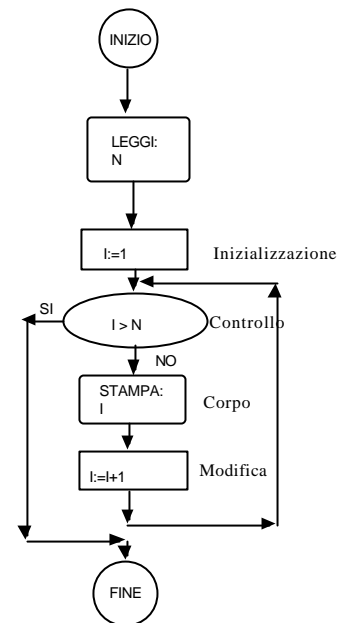 INIZIO
LEGGI:
N
I:=1
Inizializzazione
SI
I > N
Controllo
NO
STAMPA:
I
Corpo
I:=I+1
Modifica
FINE